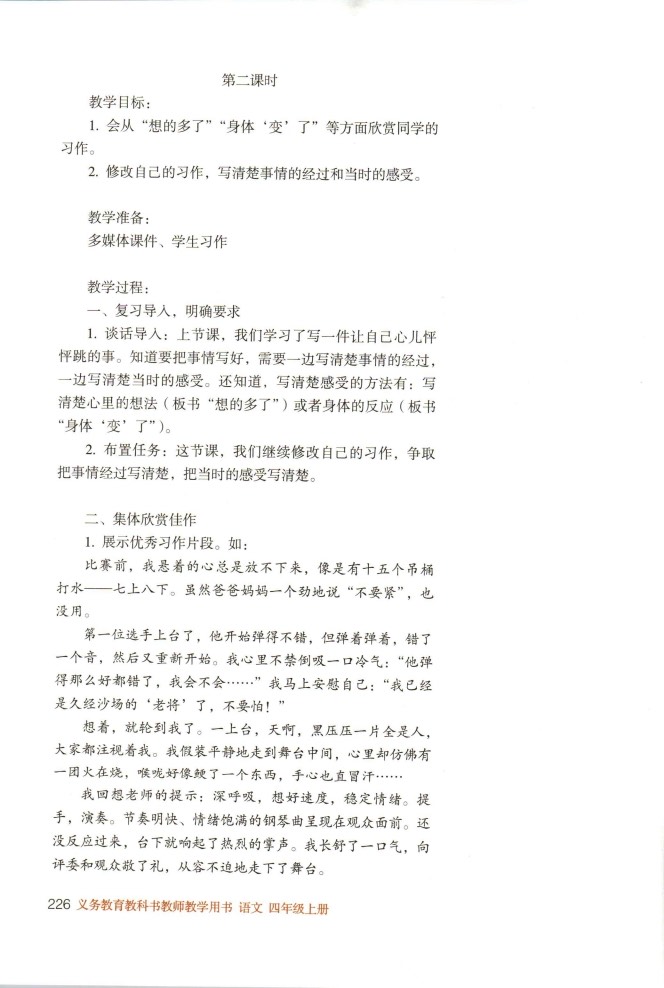 第二课时
教学目标：
1. 会从“想的多了”“身体‘变’了”等方面欣赏同学的
习作。
2. 修改自己的习作，写清楚事情的经过和当时的感受。
教学准备：
多媒体课件、学生习作
教学过程：
一、复习导入，明确要求
1. 谈话导入：上节课，我们学习了写一件让自己心儿怦
怦跳的事。知道要把事情写好，需要一边写清楚事情的经过，
一边写清楚当时的感受。还知道，写清楚感受的方法有：写
清楚心里的想法（板书“想的多了”）或者身体的反应（板书
“身体‘变’了”）。
2. 布置任务：这节课，我们继续修改自己的习作，争取
把事情经过写清楚，把当时的感受写清楚。
二、集体欣赏佳作
1. 展示优秀习作片段。如：
比赛前，我悬着的心总是放不下来，像是有十五个吊桶
打水——七上八下。虽然爸爸妈妈一个劲地说“不要紧”，也
没用。
第一位选手上台了，他开始弹得不错，但弹着弹着，错了
一个音，然后又重新开始。我心里不禁倒吸一口冷气：“他弹
得那么好都错了，我会不会……”我马上安慰自己：“我已经
是久经沙场的‘老将’了，不要怕！”
想着，就轮到我了。一上台，天啊，黑压压一片全是人，
大家都注视着我。我假装平静地走到舞台中间，心里却仿佛有
一团火在烧，喉咙好像鲠了一个东西，手心也直冒汗……
我回想老师的提示：深呼吸，想好速度，稳定情绪。提
手，演奏。节奏明快、情绪饱满的钢琴曲呈现在观众面前。还
没反应过来，台下就响起了热烈的掌声。我长舒了一口气，向
评委和观众敬了礼，从容不迫地走下了舞台。
226 义务教育教科书教师教学用书 语文 四年级上册